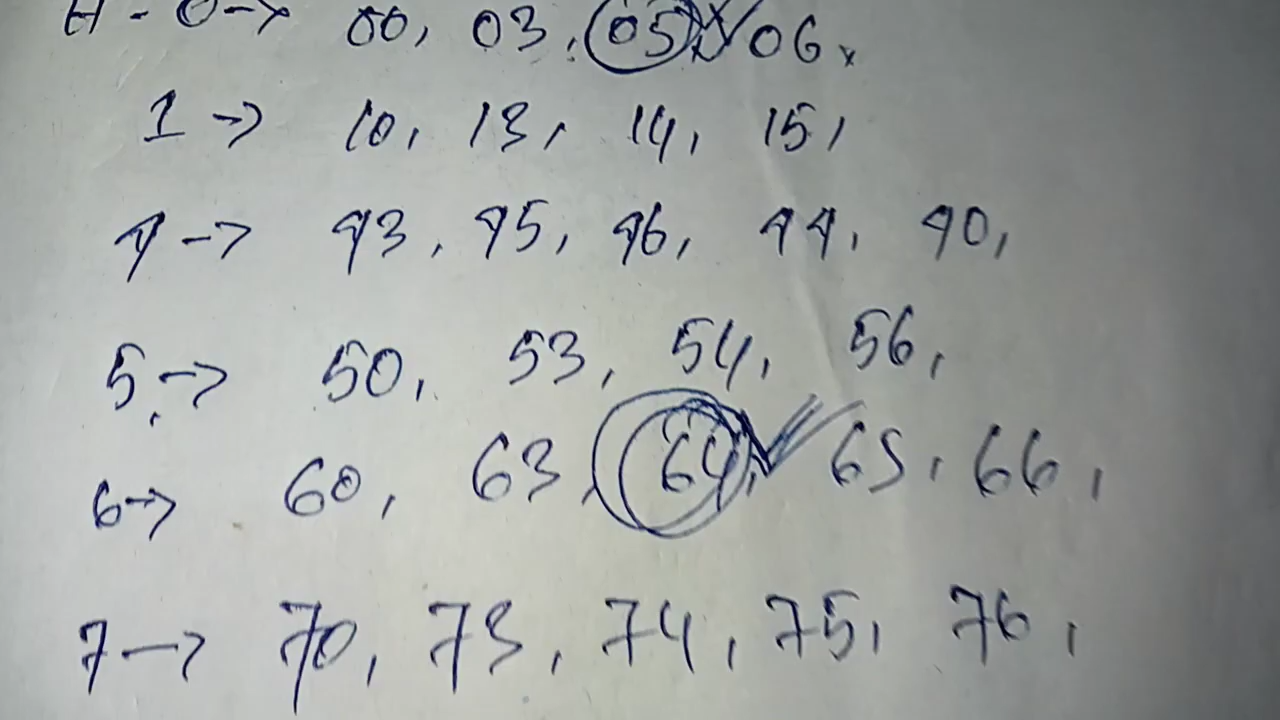 H - 0 → 00, 03, 05, 06,
1 → 10, 13, 14, 15,
4 → 43, 45, 46, 44, 40,
5 → 50, 53, 54, 56,
6 → 60, 63, 64, 65, 66,
7 → 70, 73, 74, 75, 76,